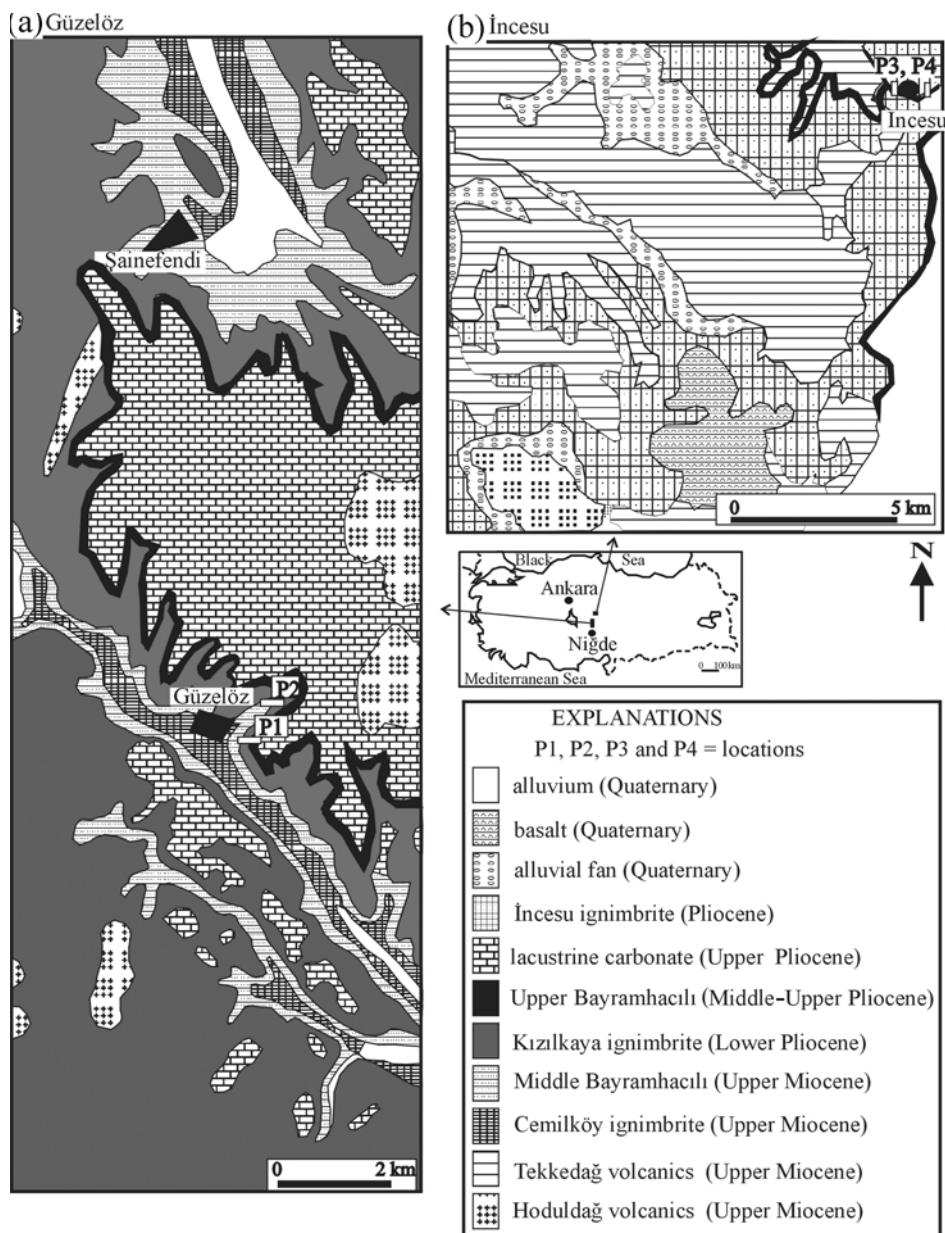 (a) Güzelöz
Şainefendi
Güzelöz
P2
P1
0 2 km
(b) İncesu
P3, P4
Incesu
0 5 km
N
Black Sea
Ankara
Niğde
0 100km
Mediterranean Sea
EXPLANATIONS
P1, P2, P3 and P4 = locations
alluvium (Quaternary)
basalt (Quaternary)
alluvial fan (Quaternary)
İncesu ignimbrite (Pliocene)
lacustrine carbonate (Upper Pliocene)
Upper Bayramhacılı (Middle-Upper Pliocene)
Kızılkaya ignimbrite (Lower Pliocene)
Middle Bayramhacılı (Upper Miocene)
Cemilköy ignimbrite (Upper Miocene)
Tekkedağ volcanics (Upper Miocene)
Hoduldağ volcanics (Upper Miocene)